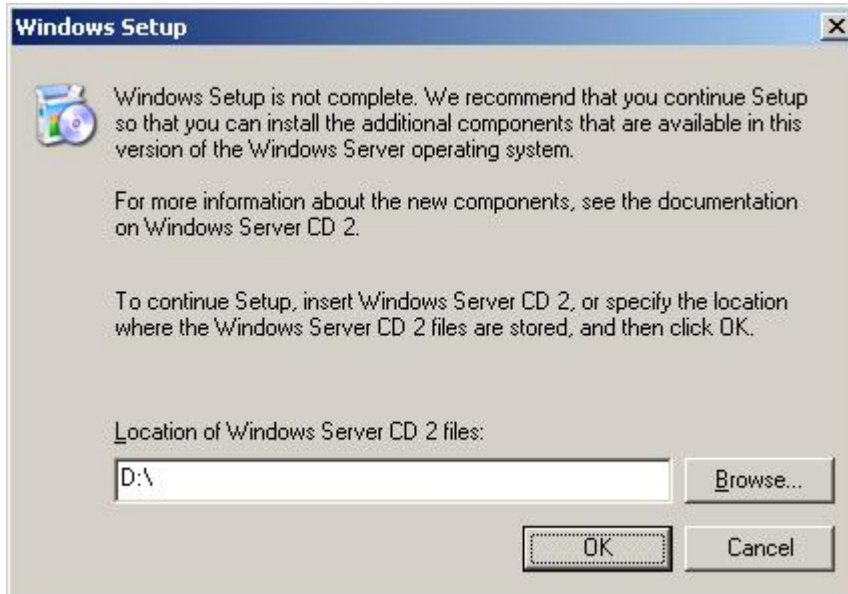 Windows Setup
Windows Setup is not complete. We recommend that you continue Setup
so that you can install the additional components that are available in this
version of the Windows Server operating system.
For more information about the new components, see the documentation
on Windows Server CD 2.
To continue Setup, insert Windows Server CD 2, or specify the location
where the Windows Server CD 2 files are stored, and then click OK.
Location of Windows Server CD 2 files:
D:\
Browse...
OK
Cancel